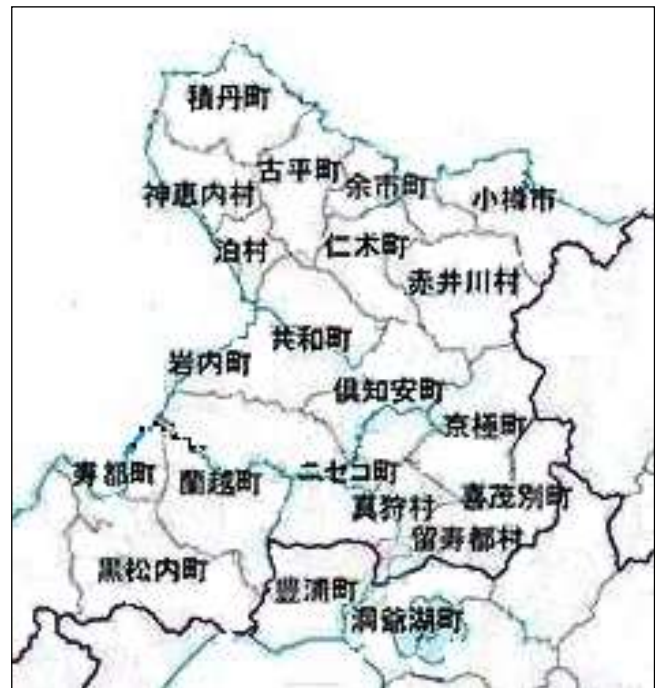 積丹町
古平町
余市町
小樽市
神恵内村
泊村
仁木町
赤井川村
共和町
岩内町
倶知安町
京極町
寿都町
蘭越町
ニセコ町
真狩村
喜茂別町
留寿都村
黒松内町
豊浦町
洞爺湖町